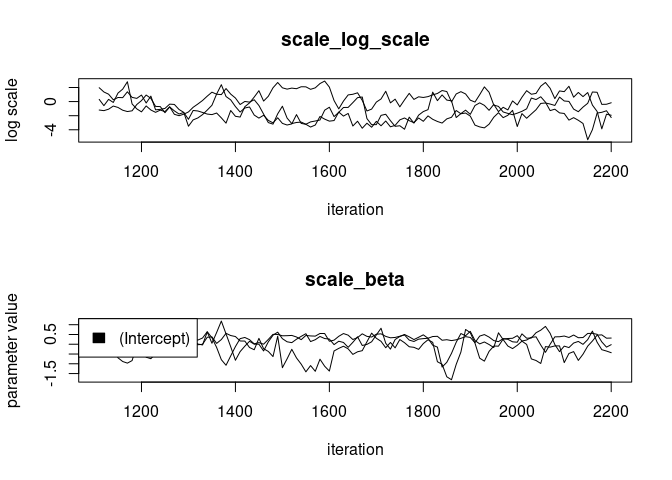 scale_log_scale
log scale
0
-4
1200 1400 1600 1800 2000 2200
iteration
scale_beta
parameter value
0.5
-1.5
(Intercept)
1200 1400 1600 1800 2000 2200
iteration